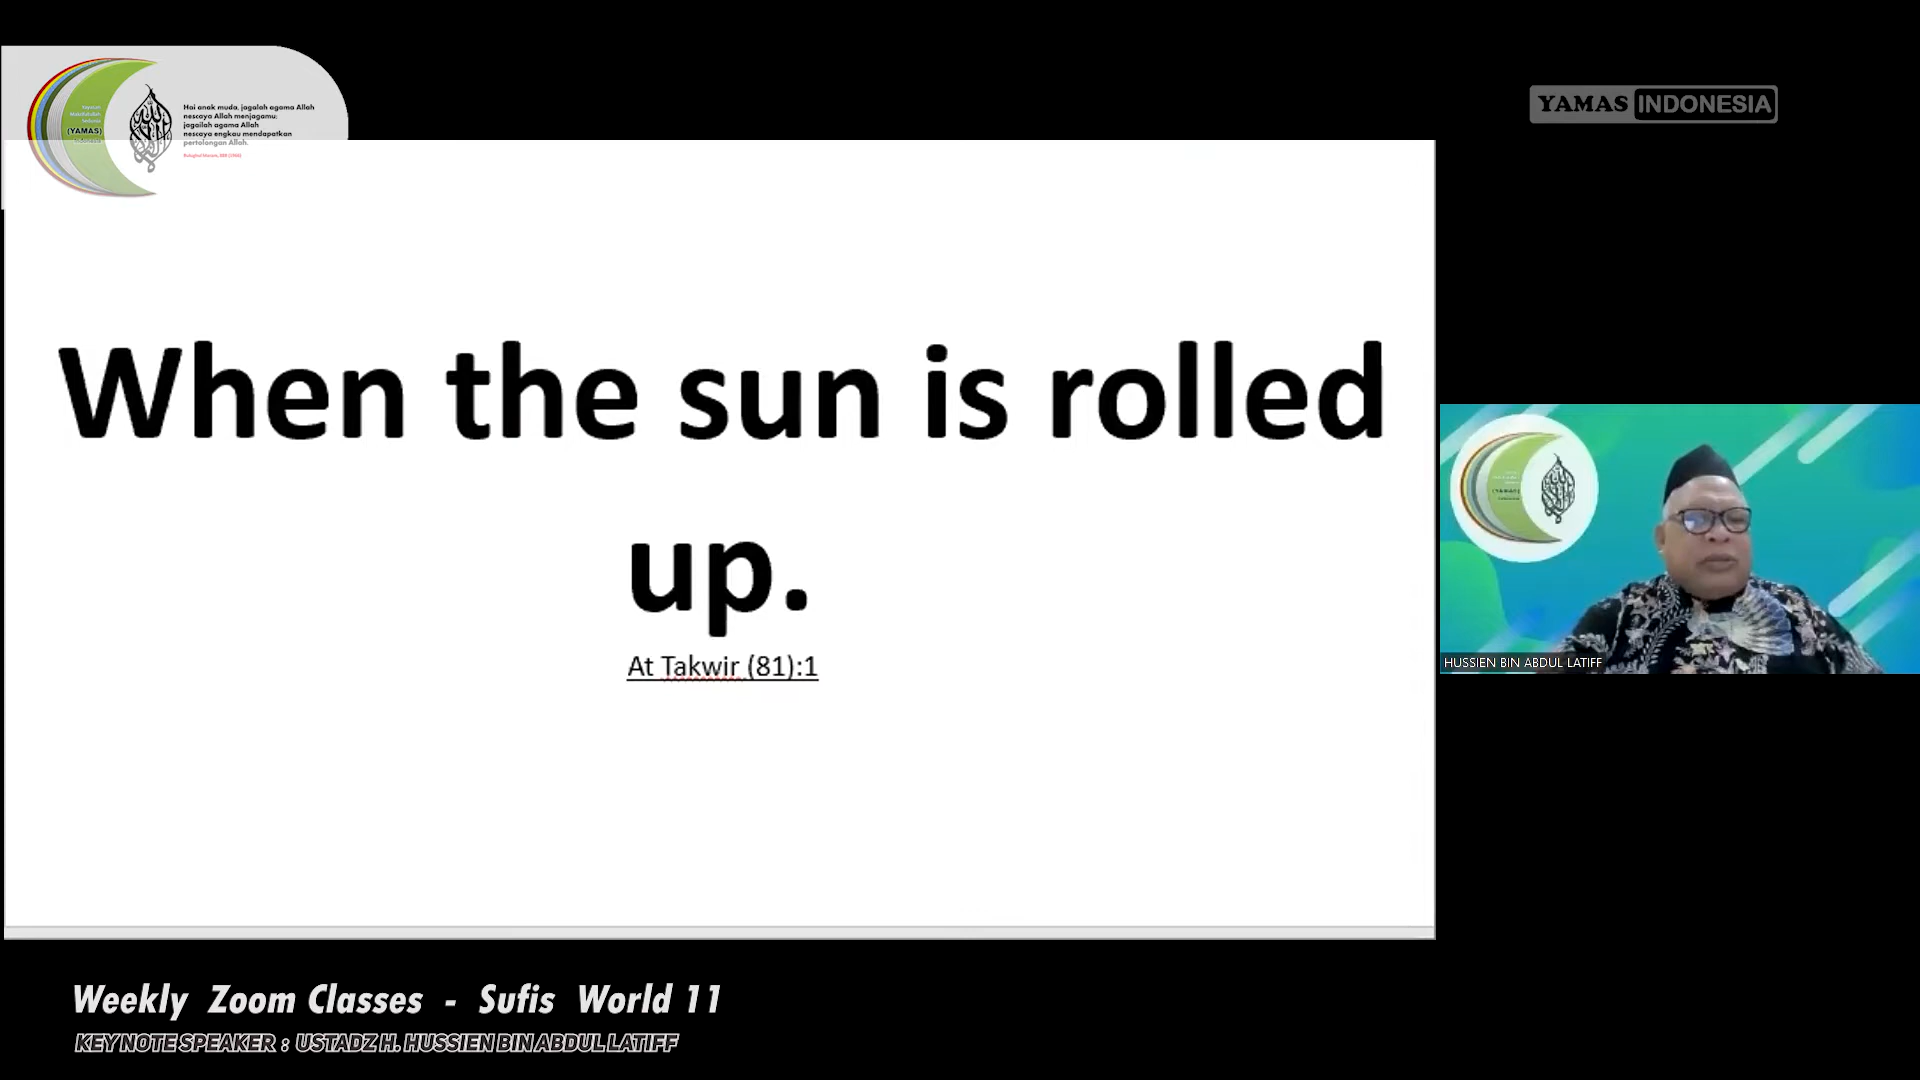 Hai anak muda, jagalah agama Allah
nescaya Allah menjagamu;
jagailah agama Allah
nescaya engkau mendapatkan
pertolongan Allah.
(YAMAS)
YAMAS INDONESIA
When the sun is rolled
up.
At Takwir (81):1
HUSSIEN BIN ABDUL LATIFF
Weekly Zoom Classes - Sufis World 11
KEYNOTE SPEAKER : USTADZ H. HUSSIEN BIN ABDUL LATIFF